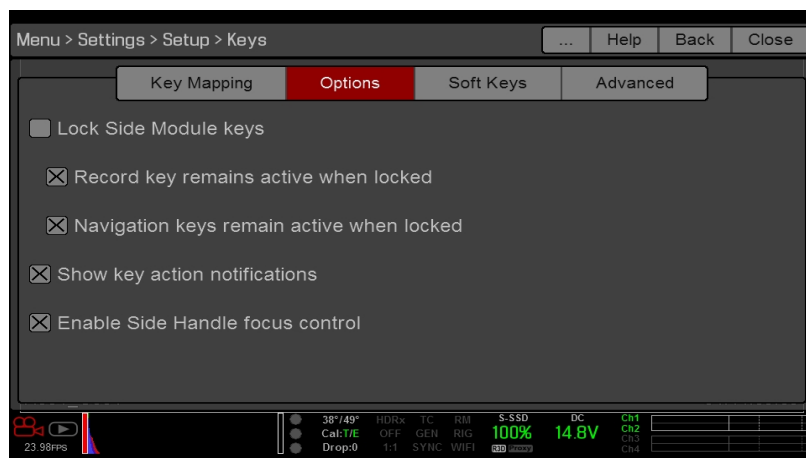 Menu > Settings > Setup > Keys
... Help Back Close
Key Mapping Options Soft Keys Advanced
Lock Side Module keys
Record key remains active when locked
Navigation keys remain active when locked
Show key action notifications
Enable Side Handle focus control
38°/49° HDRx TC RM S-SSD DC Ch1
Cal:T/E OFF GEN RIG 100% 14.8V Ch2
23.98FPS Drop:0 1:1 SYNC WIFI R3D Proxy Ch3
Ch4